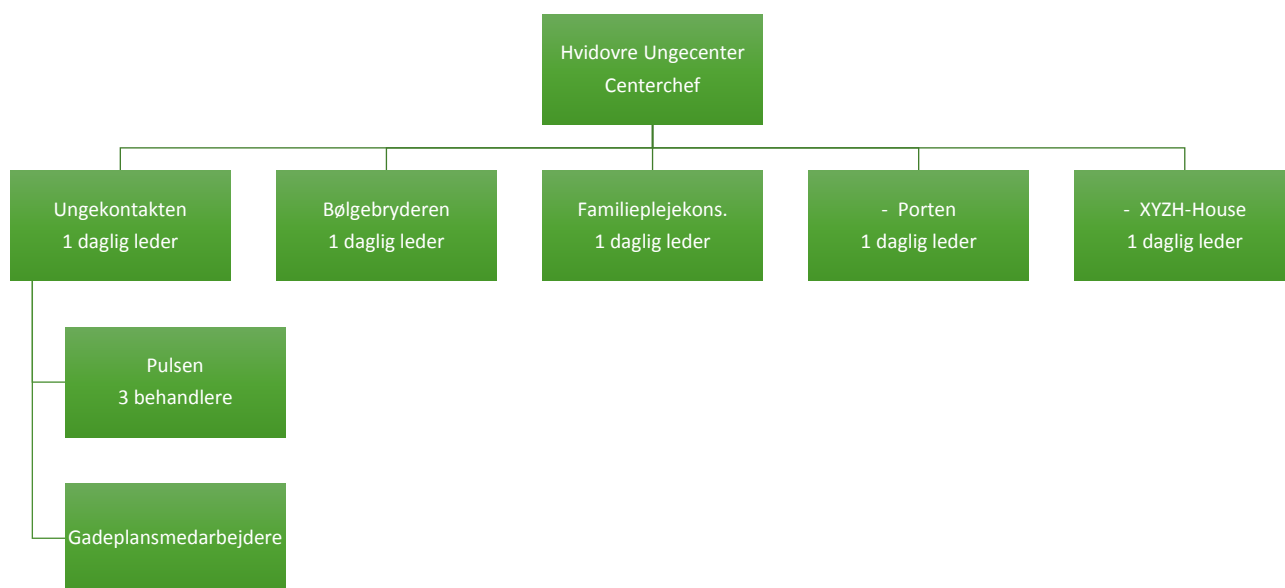 Hvidovre Ungecenter
Centerchef
Ungekontakten
1 daglig leder
Bølgebryderen
1 daglig leder
Familieplejekons.
1 daglig leder
- Porten
1 daglig leder
- XYZH-House
1 daglig leder
Pulsen
3 behandlere
Gadeplansmedarbejdere